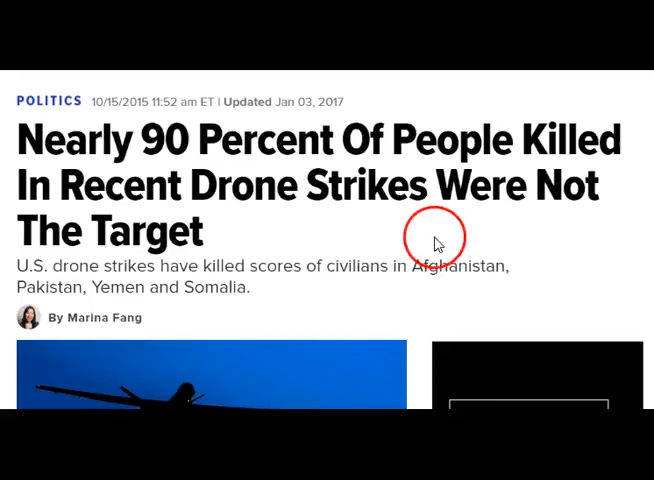 POLITICS 10/15/2015 11:52 am ET | Updated Jan 03, 2017
Nearly 90 Percent Of People Killed
In Recent Drone Strikes Were Not
The Target
U.S. drone strikes have killed scores of civilians in Afghanistan,
Pakistan, Yemen and Somalia.
By Marina Fang